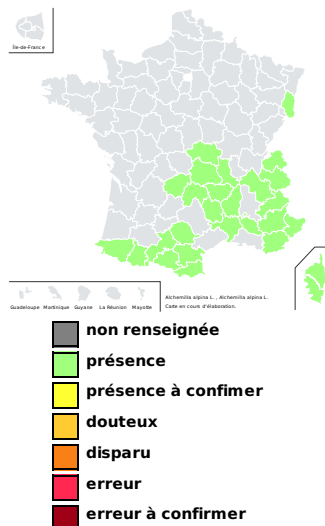 Île-de-France
Guadeloupe Martinique Guyane La Réunion Mayotte
Alchemilla alpina L. , Alchemilla alpina L.
Carte en cours d'élaboration.
non renseignée
présence
présence à confimer
douteux
disparu
erreur
erreur à confirmer